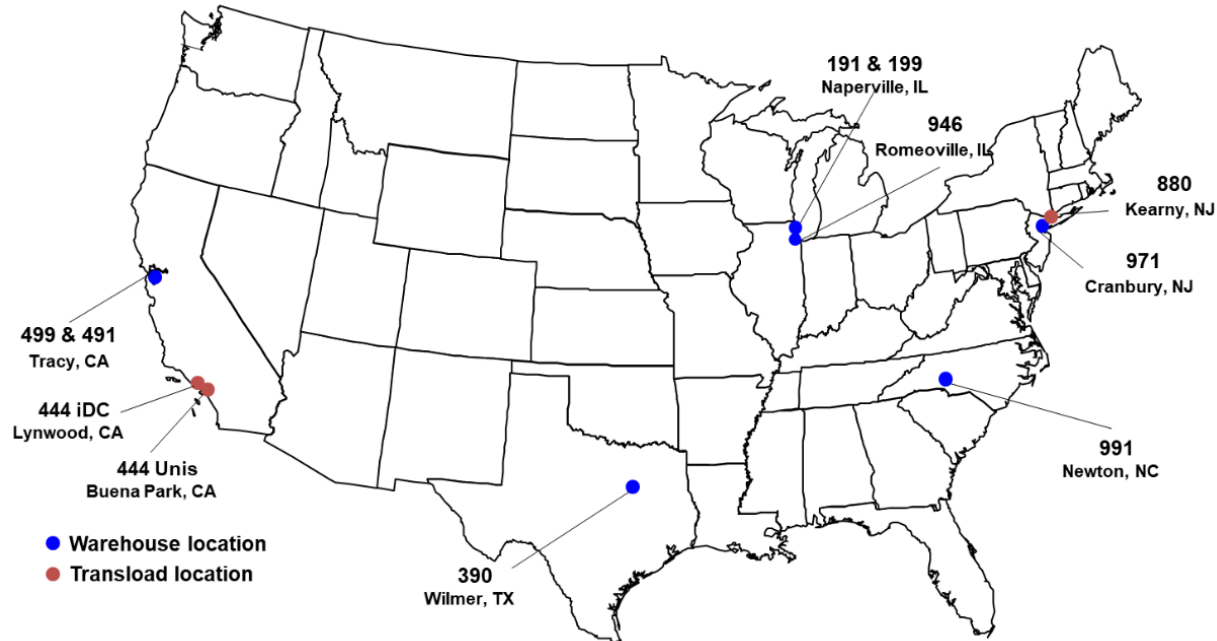 191 & 199
Naperville, IL
946
Romeoville, IL
880
Kearny, NJ
971
Cranbury, NJ
499 & 491
Tracy, CA
444 iDC
Lynwood, CA
444 Unis
Buena Park, CA
991
Newton, NC
390
Wilmer, TX
Warehouse location
Transload location